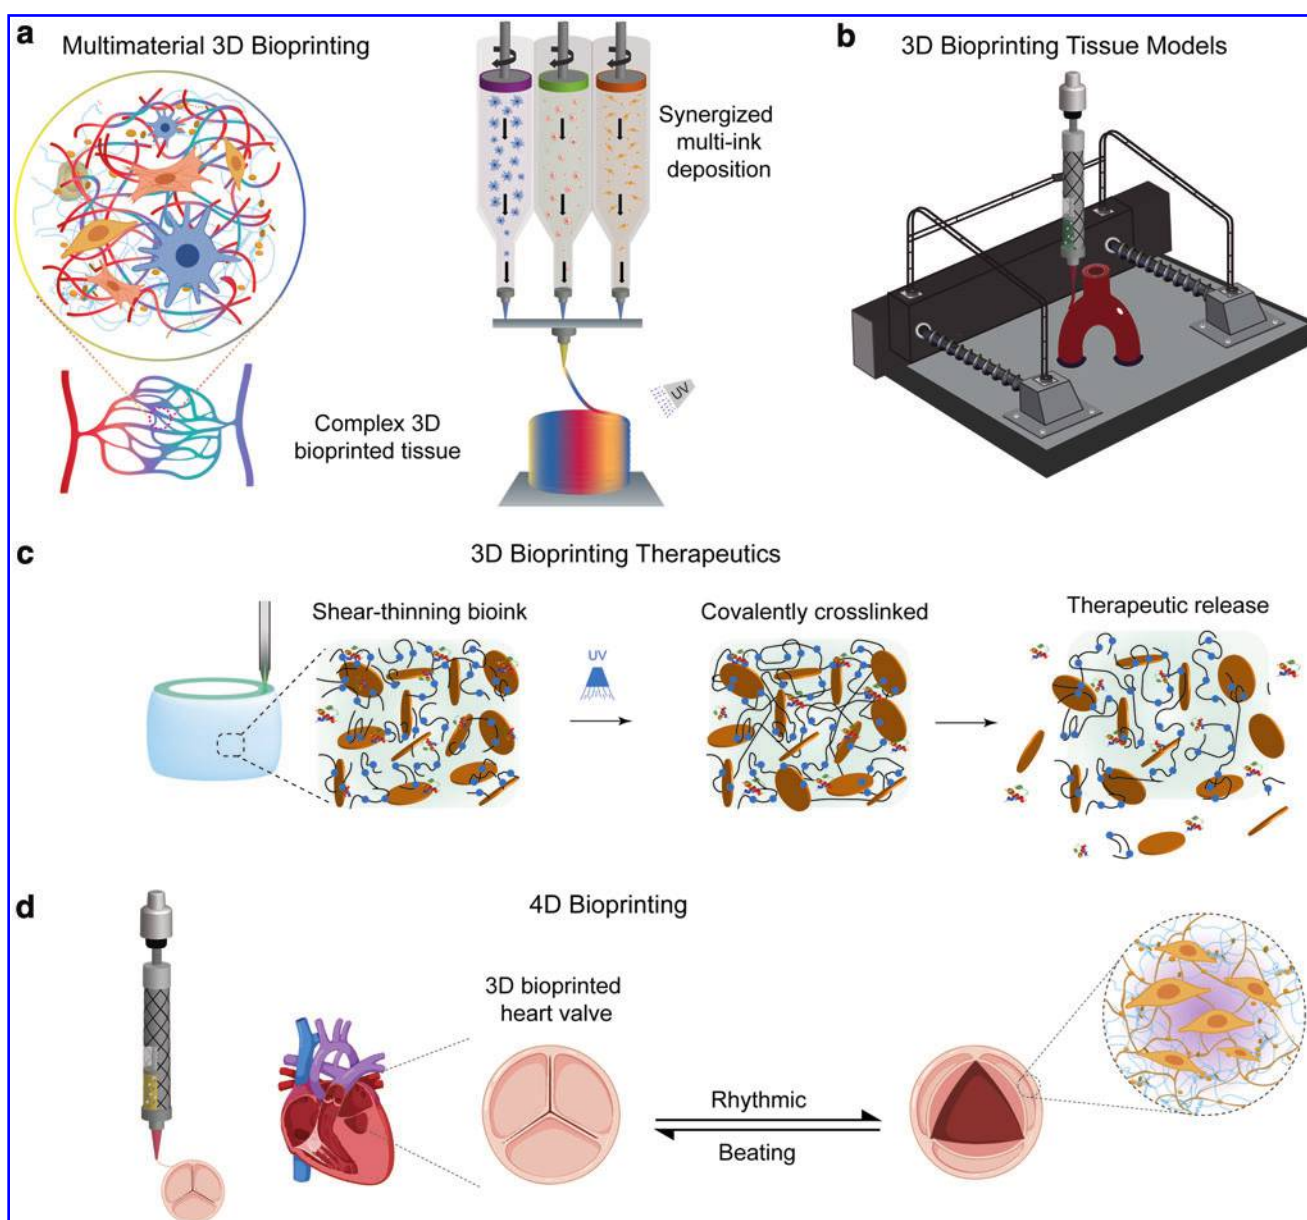 a
Multimaterial 3D Bioprinting
Synergized
multi-ink
deposition
UV
Complex 3D
bioprinted tissue
b
3D Bioprinting Tissue Models
c
3D Bioprinting Therapeutics
Shear-thinning bioink
UV
Covalently crosslinked
Therapeutic release
d
4D Bioprinting
3D bioprinted
heart valve
Rhythmic
Beating